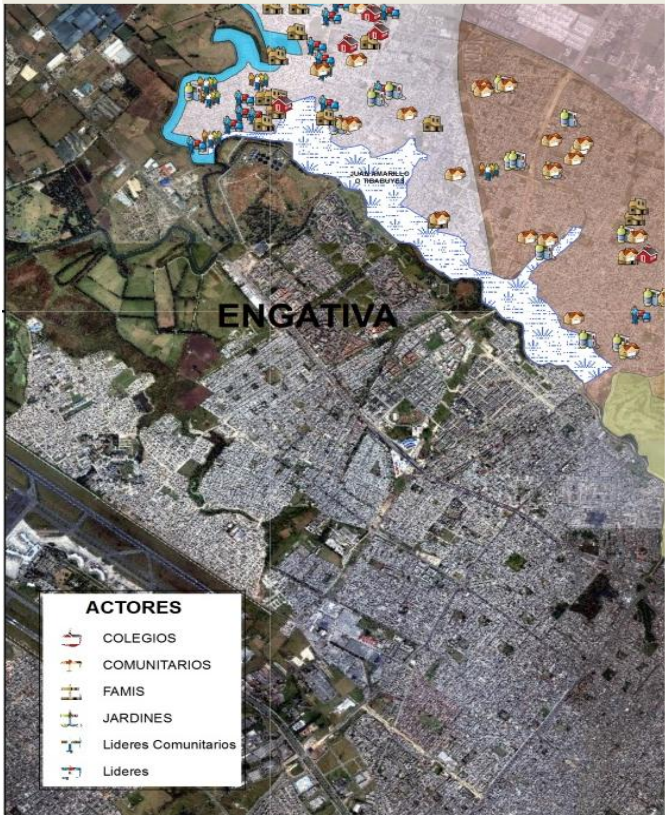 JUAN AMARILLO
O TIBABUYES
ENGATIVA
ACTORES
COLEGIOS
COMUNITARIOS
FAMIS
JARDINES
Lideres Comunitarios
Lideres